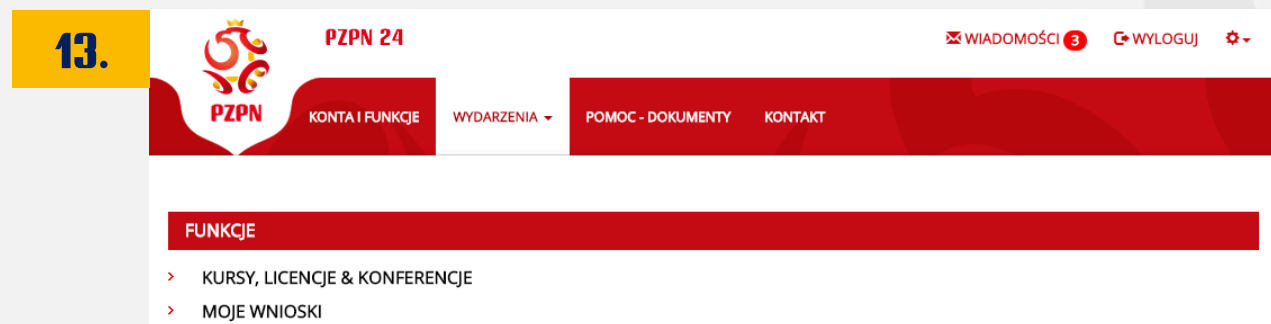 13.
PZPN 24
WIADOMOŚCI 3 WYLOGUJ
PZPN
KONTA I FUNKCJE WYDARZENIA POMOC - DOKUMENTY KONTAKT
FUNKCJE
KURSY, LICENCJE & KONFERENCJE
MOJE WNIOSKI